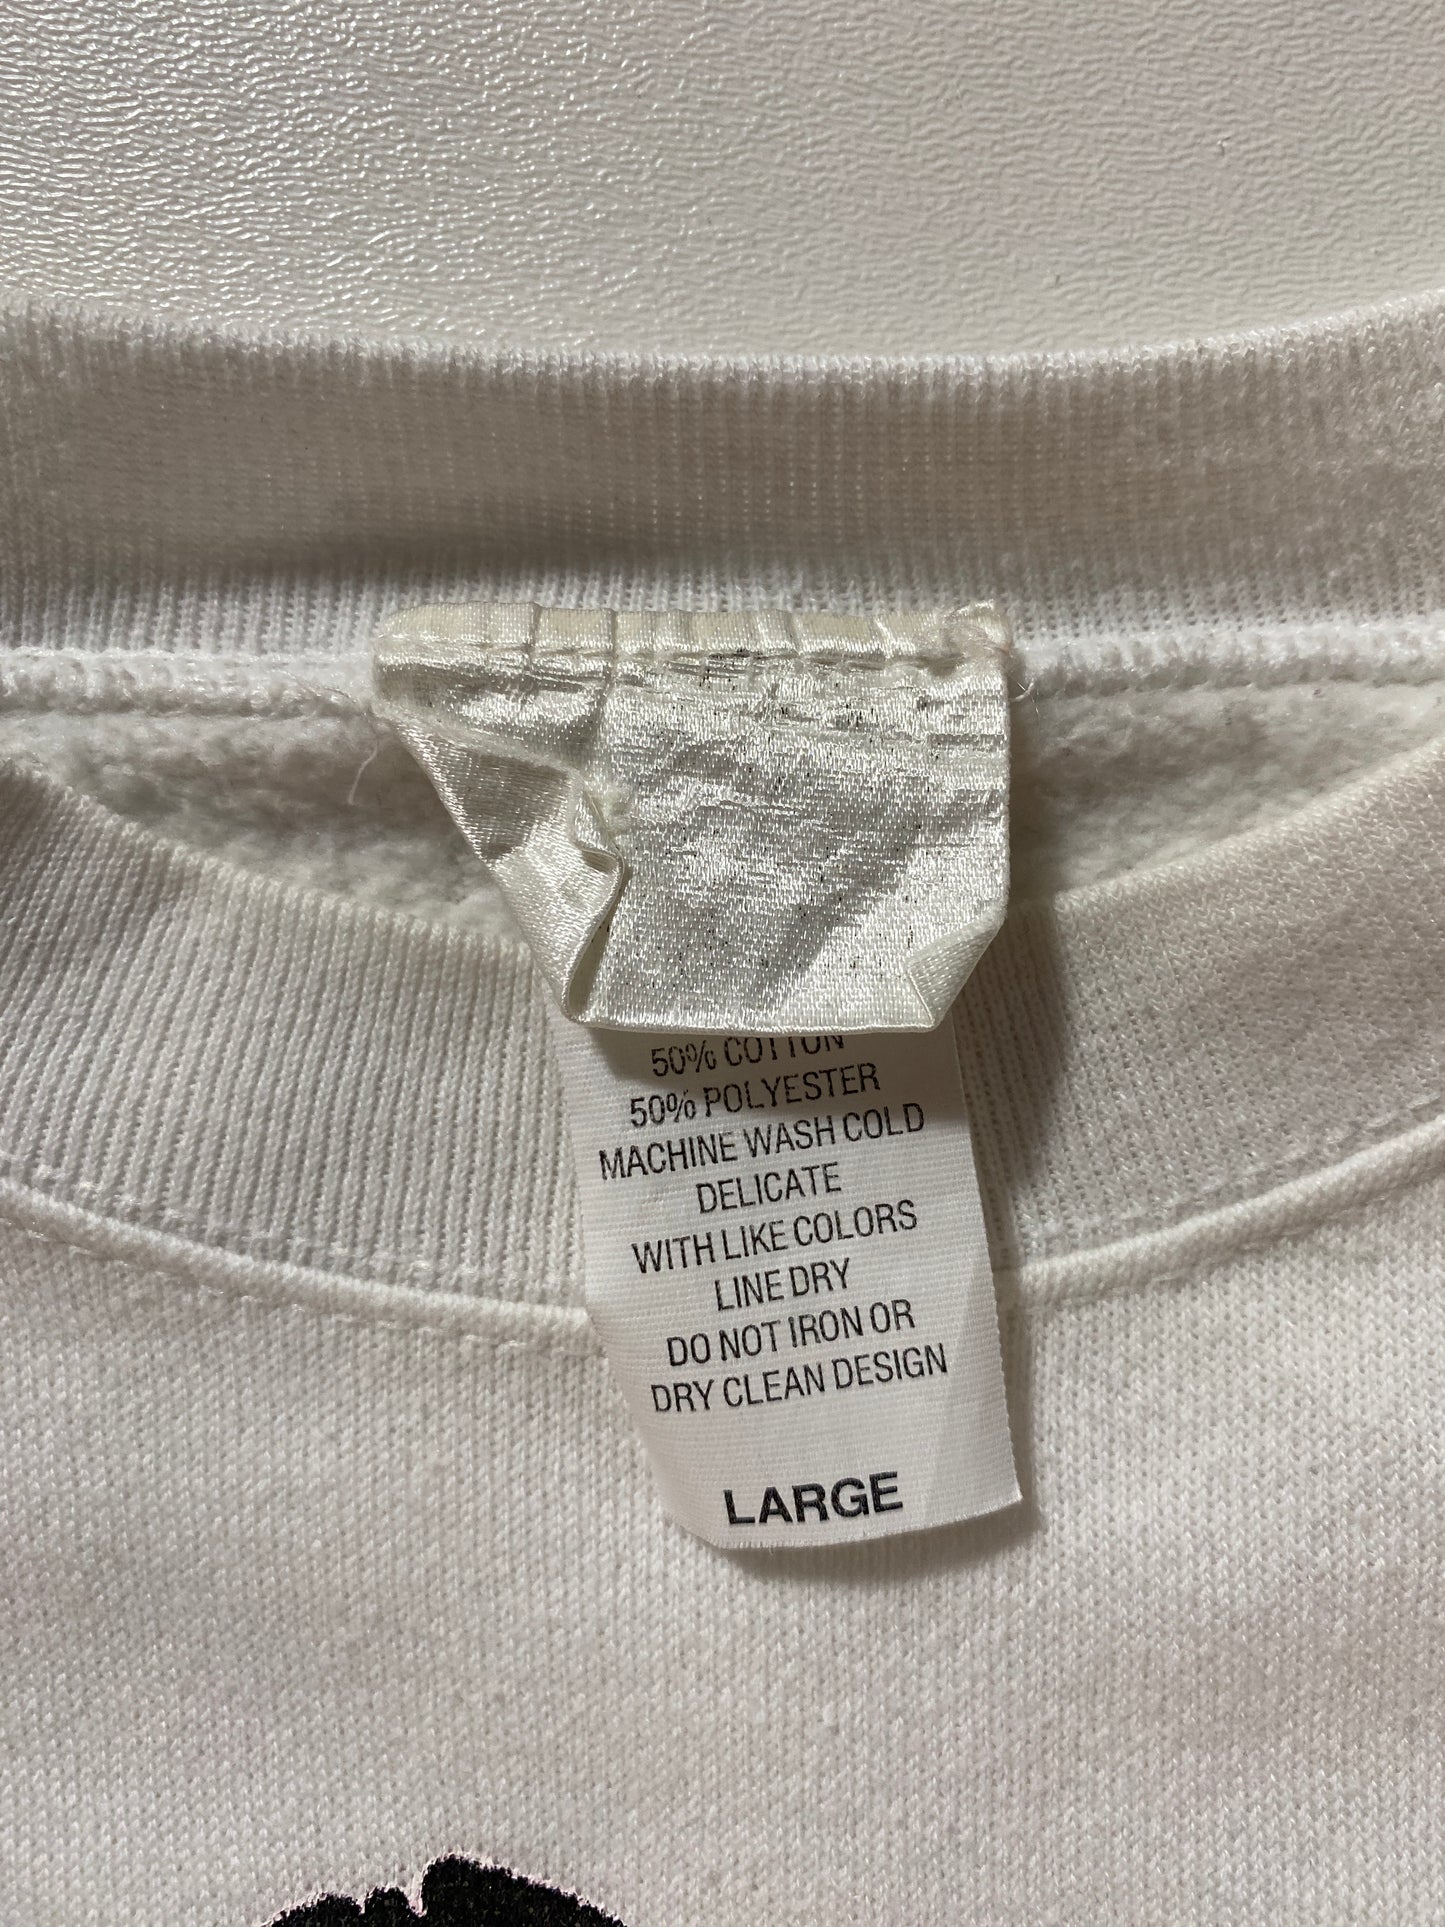 50% COTTON
50% POLYESTER
MACHINE WASH COLD
DELICATE
WITH LIKE COLORS
LINE DRY
DO NOT IRON OR
DRY CLEAN DESIGN
LARGE